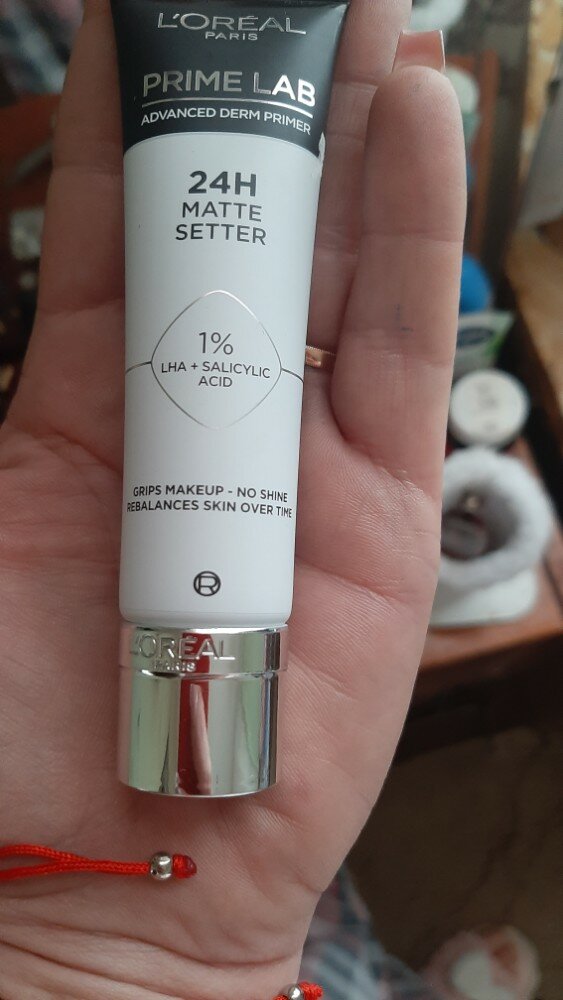 L'ORÉAL
PARIS
PRIME LAB
ADVANCED DERM PRIMER
24H
MATTE
SETTER
1%
LHA + SALICYLIC
ACID
GRIPS MAKEUP - NO SHINE
REBALANCES SKIN OVER TIME
R
L'ORÉAL
PARIS